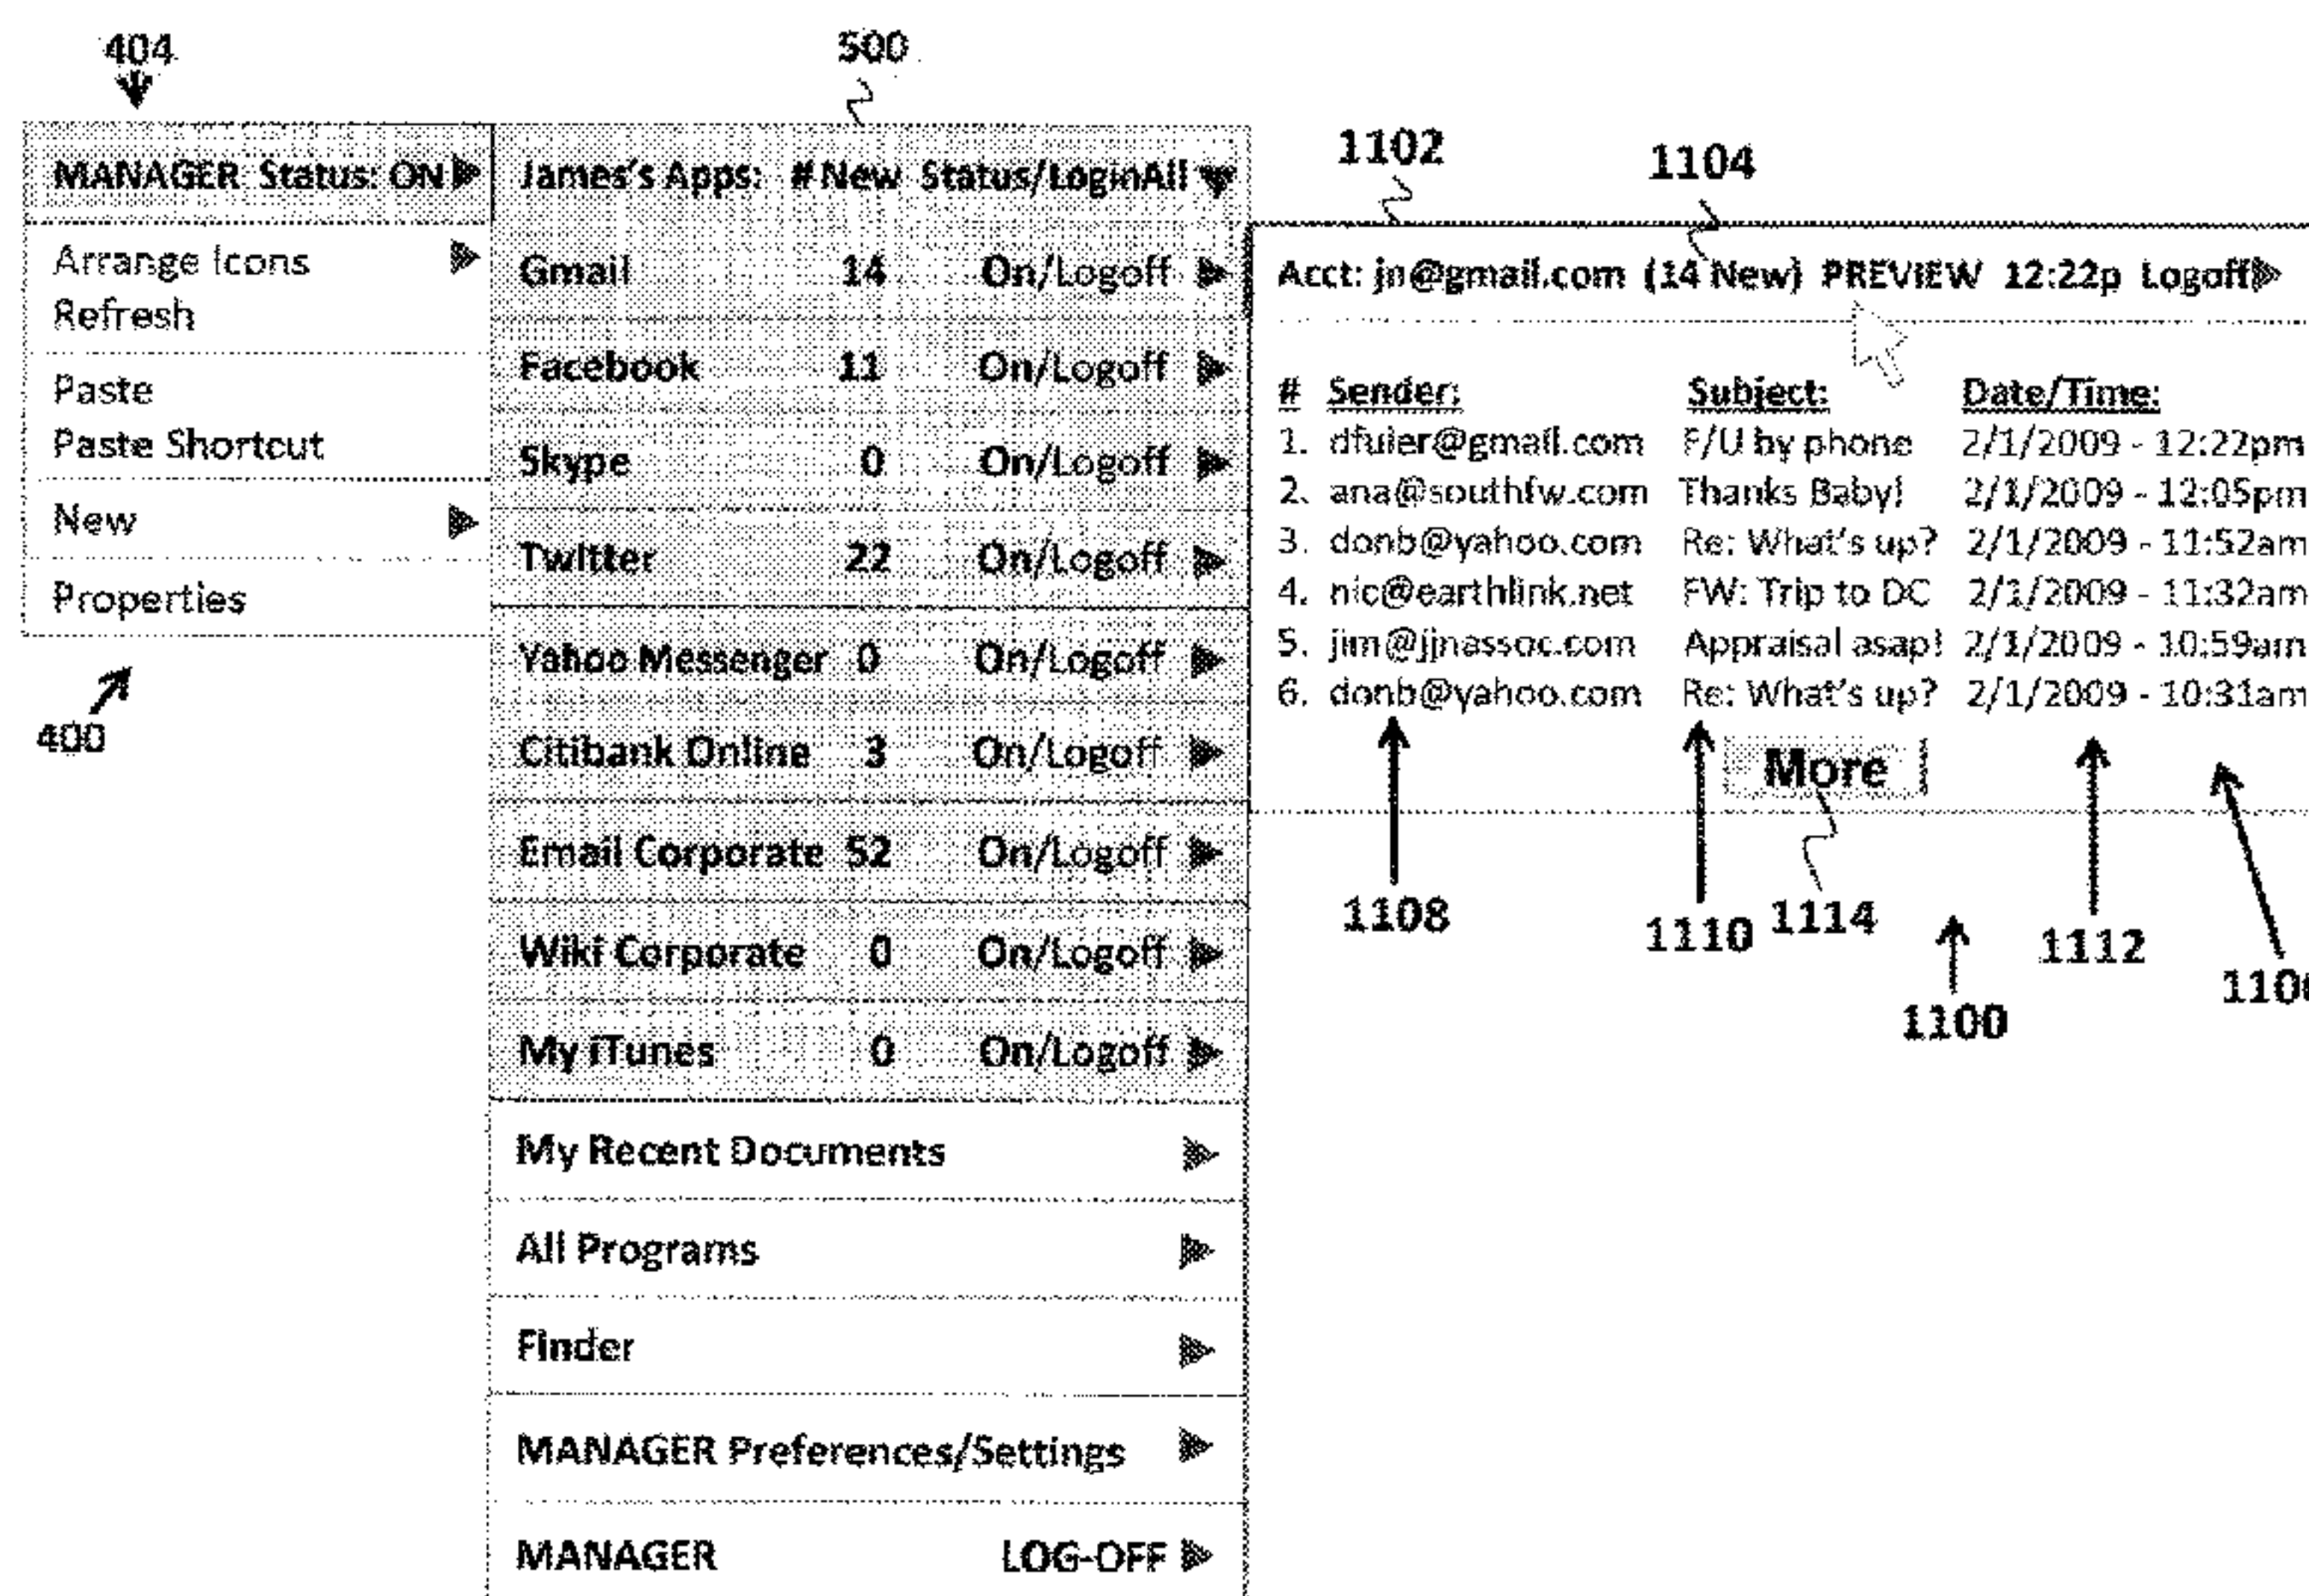 404
500
MANAGER Status: ON
Arrange Icons
Refresh
Paste
Paste Shortcut
New
Properties
400
James's Apps: # New Status/LoginAll
Gmail 14 On/Logoff
Facebook 11 On/Logoff
Skype 0 On/Logoff
Twitter 22 On/Logoff
Yahoo Messenger 0 On/Logoff
Citibank Online 3 On/Logoff
Email Corporate 52 On/Logoff
Wiki Corporate 0 On/Logoff
My iTunes 0 On/Logoff
My Recent Documents
All Programs
Finder
MANAGER Preferences/Settings
MANAGER LOG-OFF
1102
1104
Acct: jn@gmail.com (14 New) PREVIEW 12:22p Logoff
# Sender: Subject: Date/Time:
1. dfuler@gmail.com F/U by phone 2/1/2009 - 12:22pm
2. ana@southfw.com Thanks Baby! 2/1/2009 - 12:05pm
3. donb@yahoo.com Re: What's up? 2/1/2009 - 11:52am
4. nic@earthlink.net FW: Trip to DC 2/1/2009 - 11:32am
5. jim@jjnassoc.com Appraisal asap! 2/1/2009 - 10:59am
6. donb@yahoo.com Re: What's up? 2/1/2009 - 10:31am
More
1108
1110
1114
1112
1100